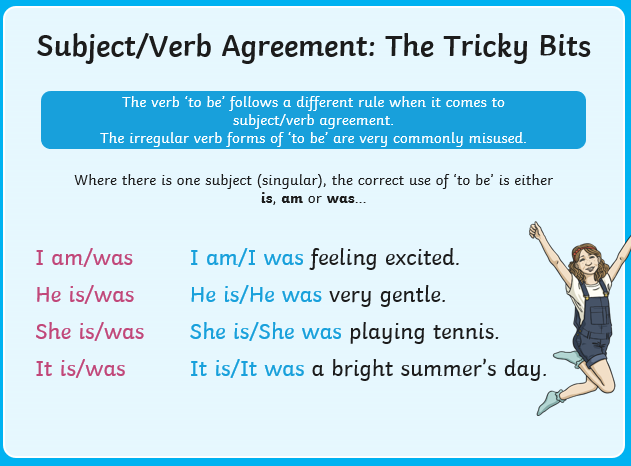 Subject/Verb Agreement: The Tricky Bits
The verb ‘to be’ follows a different rule when it comes to
subject/verb agreement.
The irregular verb forms of ‘to be’ are very commonly misused.
Where there is one subject (singular), the correct use of ‘to be’ is either
is, am or was...
I am/was I am/I was feeling excited.
He is/was He is/He was very gentle.
She is/was She is/She was playing tennis.
It is/was It is/It was a bright summer’s day.